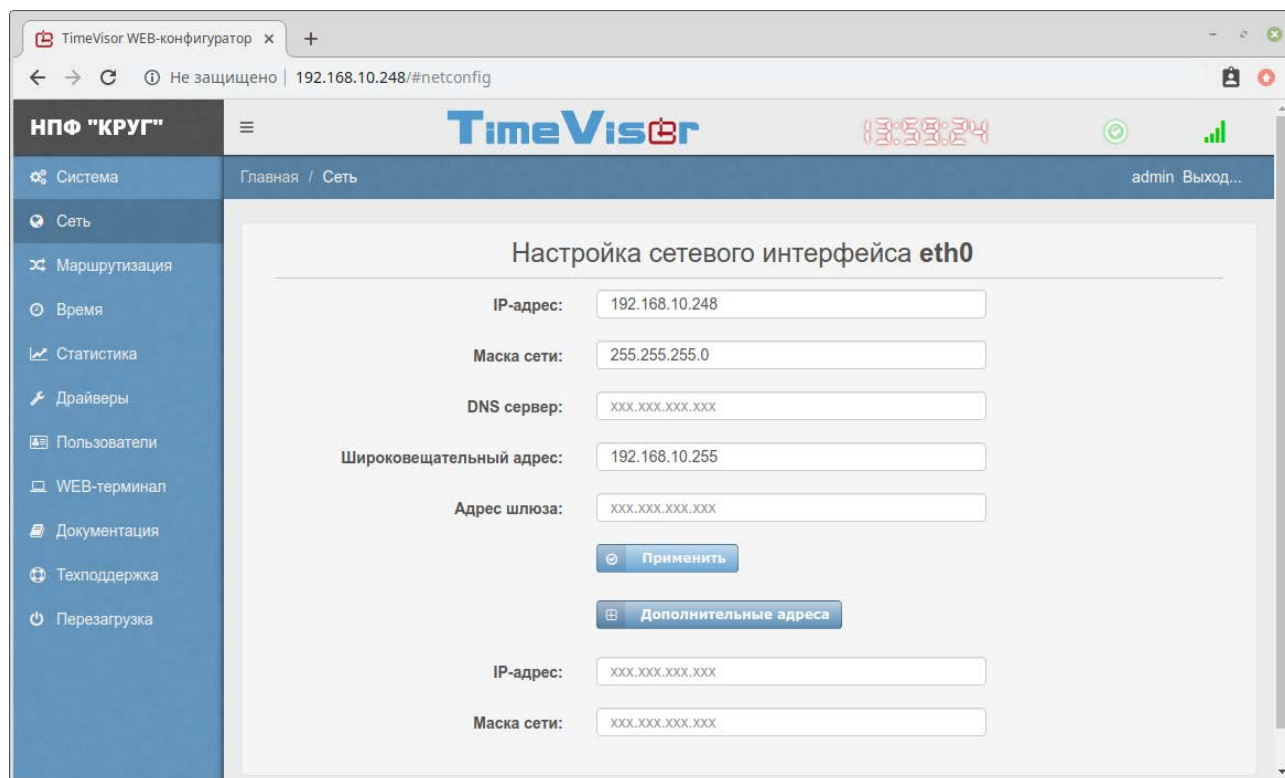 TimeVisor WEB-конфигуратор
Не защищено | 192.168.10.248/#netconfig
НПФ "КРУГ"
TimeVisor
13:59:24
Система
Главная / Сеть
admin Выход...
Сеть
Маршрутизация
Время
Статистика
Драйверы
Пользователи
WEB-терминал
Документация
Техподдержка
Перезагрузка
Настройка сетевого интерфейса eth0
IP-адрес: 192.168.10.248
Маска сети: 255.255.255.0
DNS сервер: xxx.xxx.xxx.xxx
Широковещательный адрес: 192.168.10.255
Адрес шлюза: xxx.xxx.xxx.xxx
Применить
Дополнительные адреса
IP-адрес: xxx.xxx.xxx.xxx
Маска сети: xxx.xxx.xxx.xxx